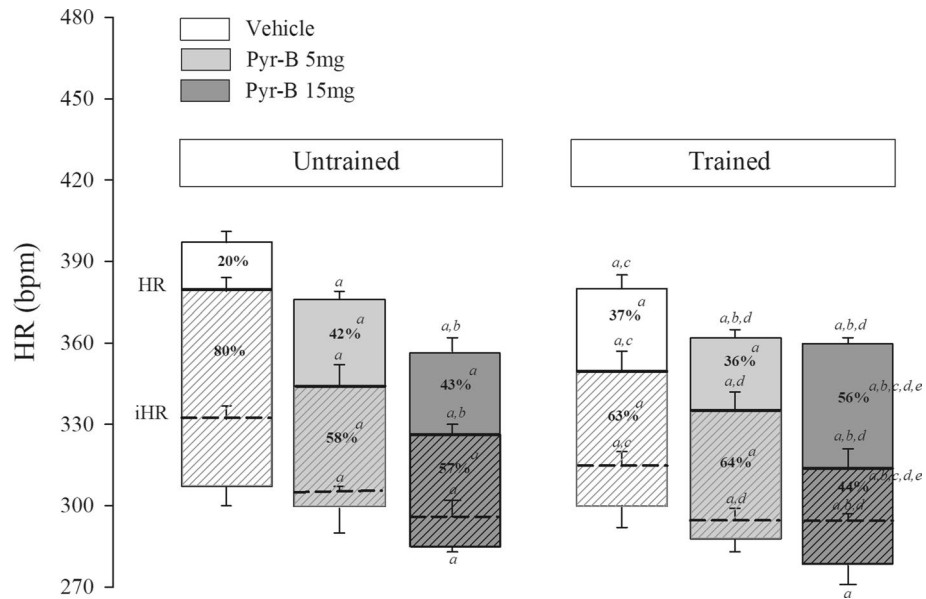 480
450
420
390
360
330
300
270
HR (bpm)
Vehicle
Pyr-B 5mg
Pyr-B 15mg
Untrained
Trained
HR
iHR
20%
80%
a
42% a
a
58% a
a
a,b
43% a
a,b
57% a
a
a
a,c
37% a
a,c
63% a
a,c
a,b,d
36% a
a,d
64% a
a,d
a,b,d
56% a,b,c,d,e
a,b,d
44% a,b,c,d,e
a,b,d
a